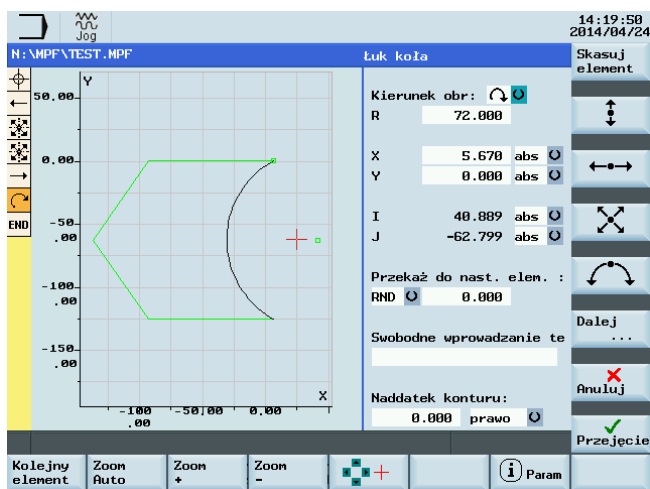 Jog
14:19:50
2014/04/24
N:\MPF\TEST.MPF
Łuk koła
Skasuj
element
Y
50.00
0.00
-50
.00
-100
.00
-150
.00
-100
.00
-50.00
0.00
X
END
Kierunek obr:
R 72.000
X 5.670 abs
Y 0.000 abs
I 40.889 abs
J -62.799 abs
Przekaż do nast. elem. :
RND 0.000
Swobodne wprowadzanie te
Naddatek konturu:
0.000 prawo
Dalej
...
Anuluj
Przejęcie
Kolejny
element
Zoom
Auto
Zoom
+
Zoom
-
i Param